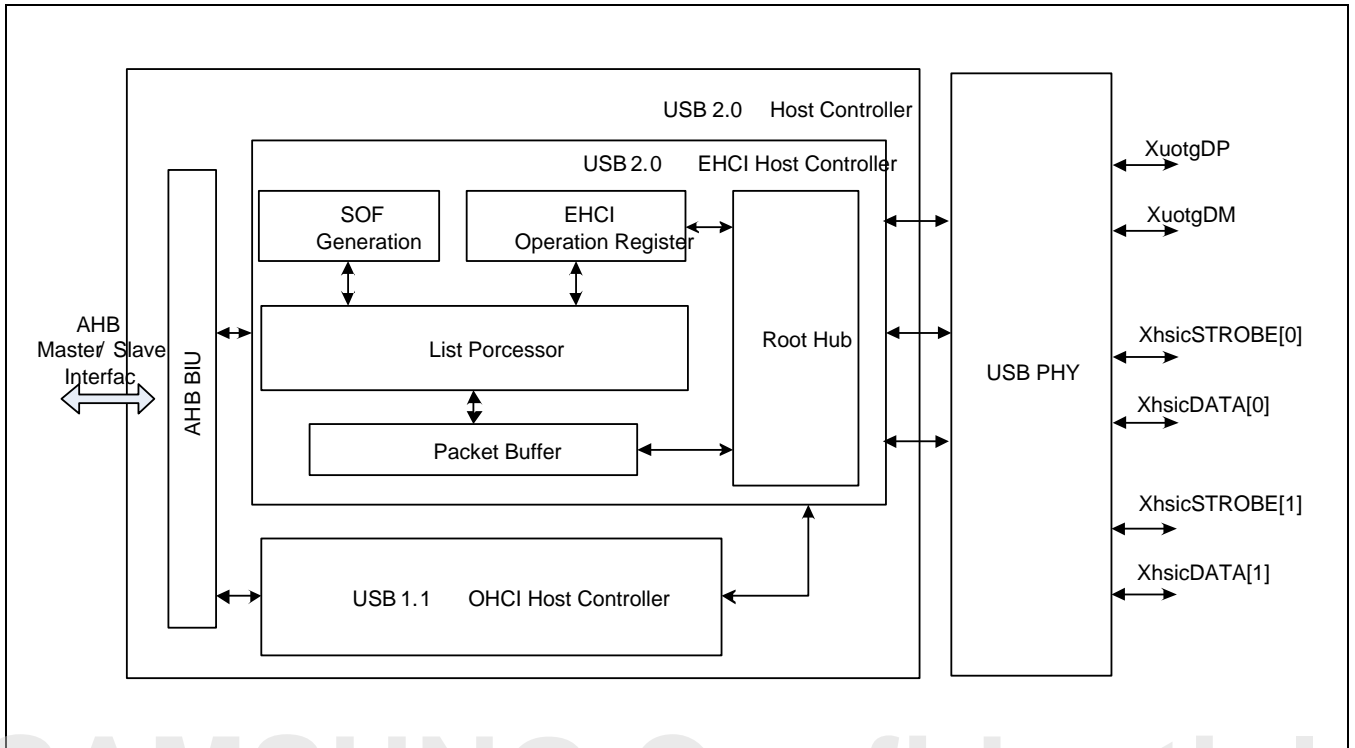 USB 2.0 Host Controller
USB 2.0 EHCI Host Controller
SOF
Generation
EHCI
Operation Register
List Porcessor
Packet Buffer
Root Hub
AHB
Master/ Slave
Interfac
AHB BIU
USB 1.1 OHCI Host Controller
USB PHY
XuotgDP
XuotgDM
XhsicSTROBE[0]
XhsicDATA[0]
XhsicSTROBE[1]
XhsicDATA[1]
SAMSUNG Confidential